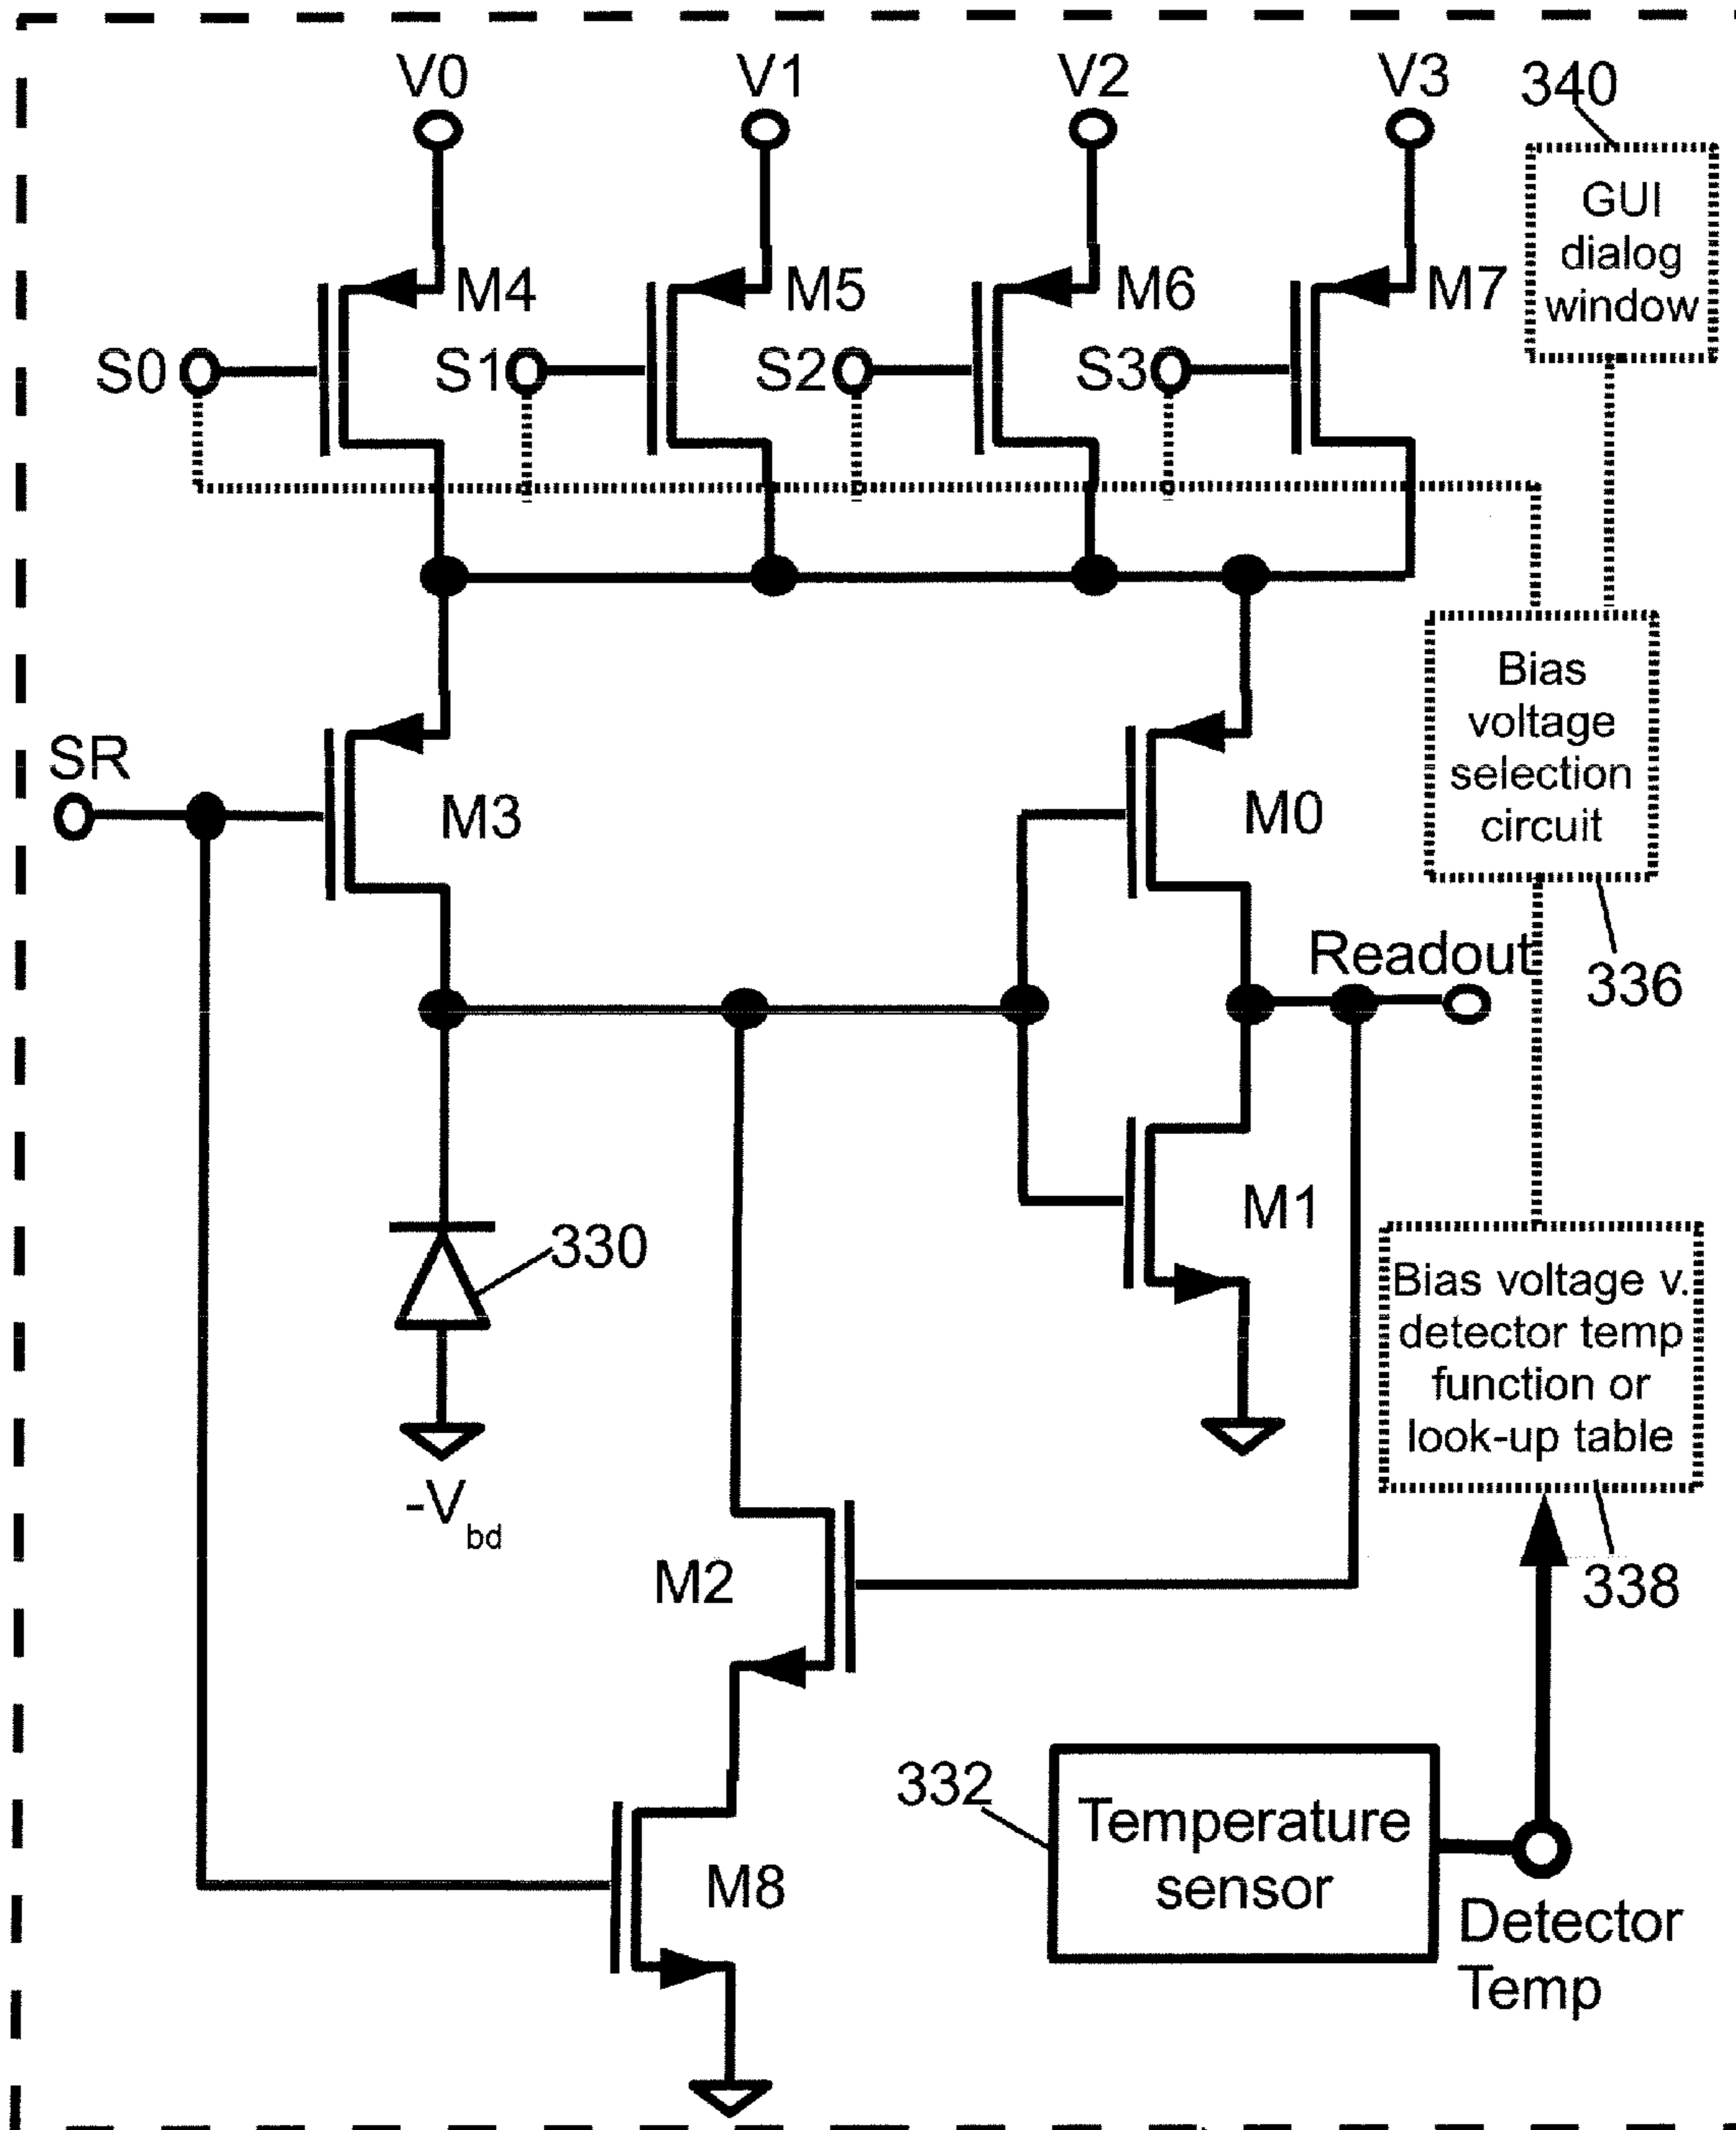 V0
V1
V2
V3
340
GUI
dialog
window
M4
M5
M6
M7
S0
S1
S2
S3
Bias
voltage
selection
circuit
SR
M3
M0
Readout
336
M1
330
Bias voltage v.
detector temp
function or
look-up table
-Vbd
M2
338
332
Temperature
sensor
M8
Detector
Temp